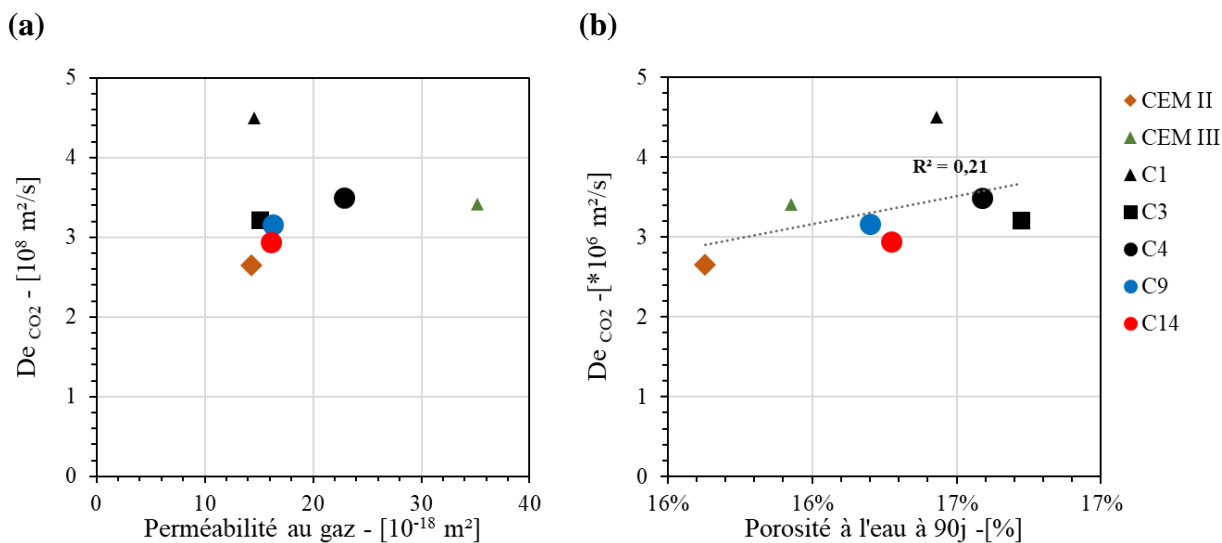 (a)
(b)
5
4
3
2
1
0
De CO2 - [10⁸ m²/s]
0
10
20
30
40
Perméabilité au gaz - [10⁻¹⁸ m²]
5
4
3
2
1
0
De CO2 -[*10⁶ m²/s]
R² = 0,21
16%
16%
17%
17%
Porosité à l'eau à 90j -[%]
CEM II
CEM III
C1
C3
C4
C9
C14